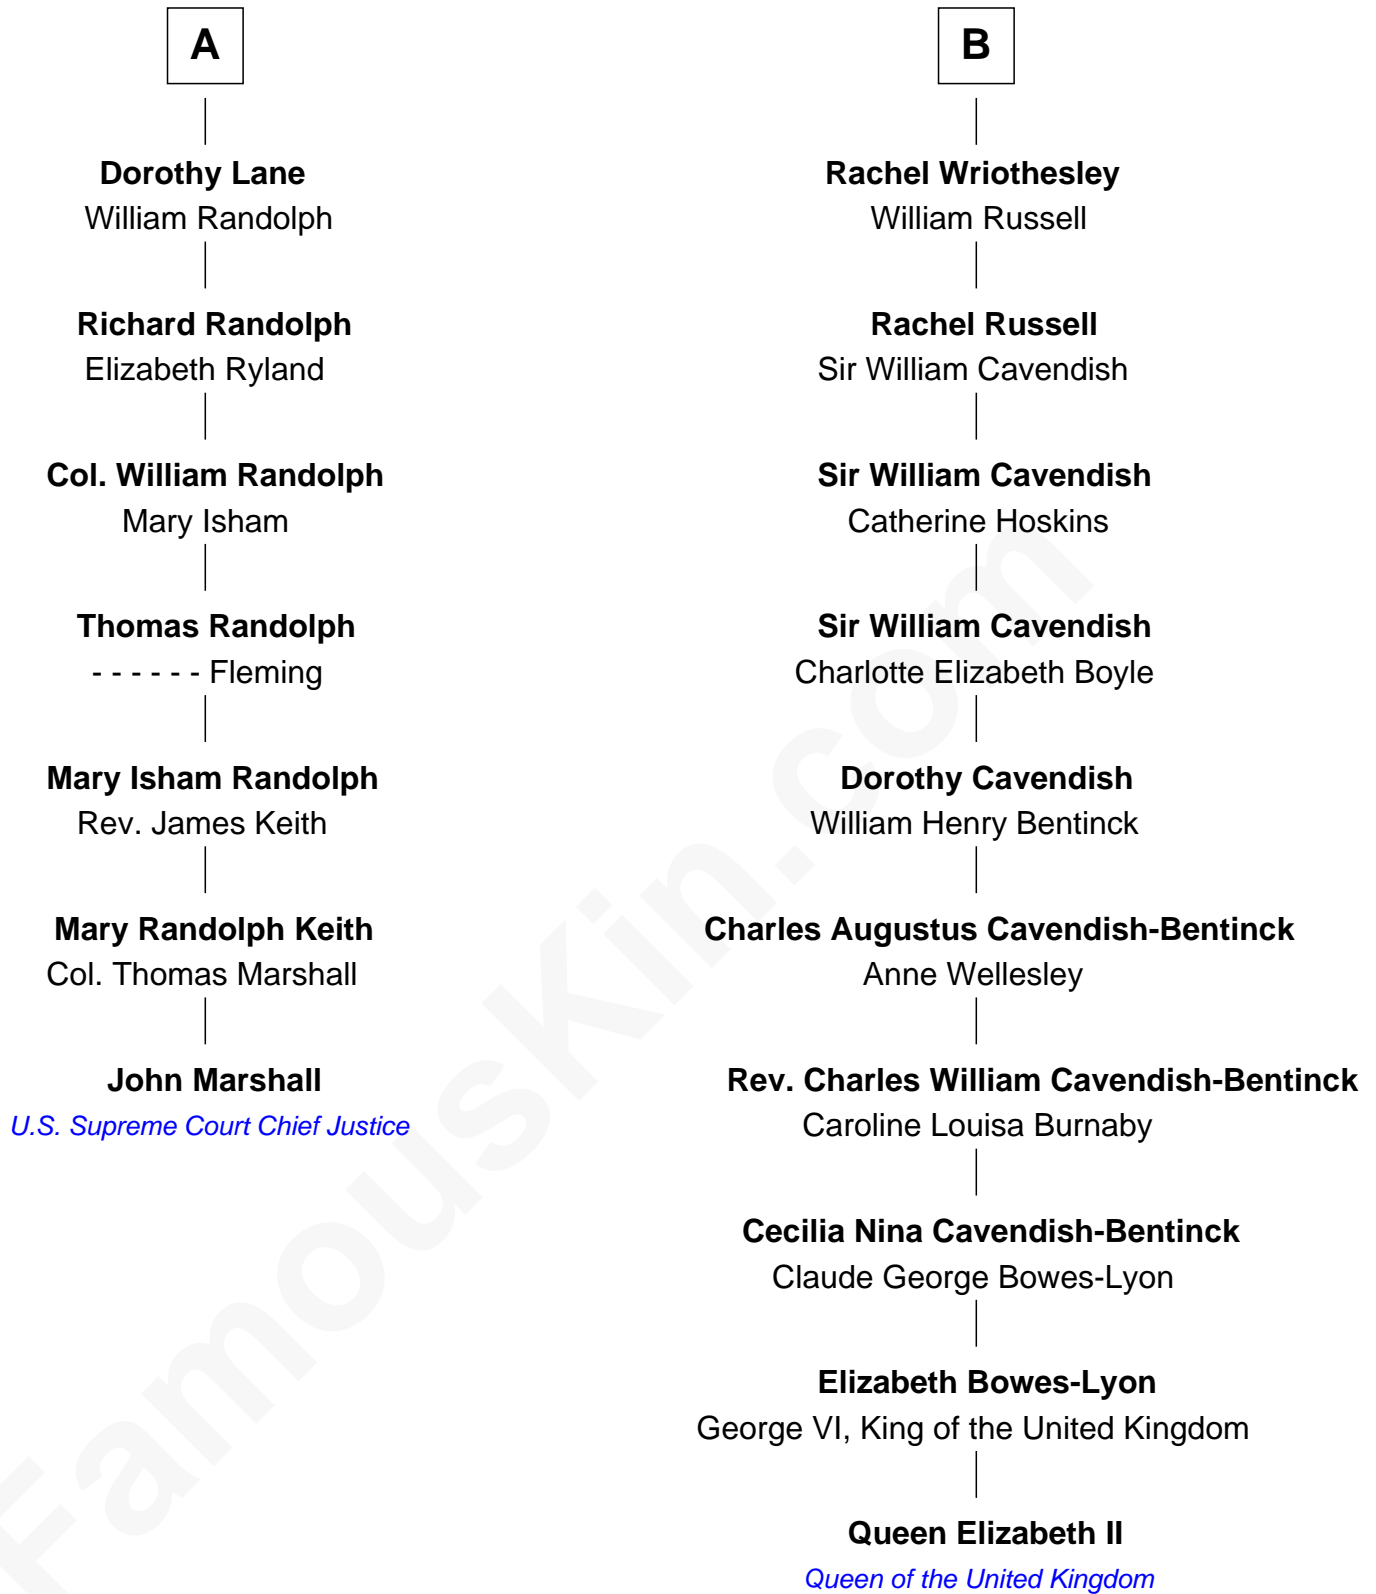 A
Dorothy Lane
William Randolph
Richard Randolph
Elizabeth Ryland
Col. William Randolph
Mary Isham
Thomas Randolph
- - - - - - Fleming
Mary Isham Randolph
Rev. James Keith
Mary Randolph Keith
Col. Thomas Marshall
John Marshall
U.S. Supreme Court Chief Justice
B
Rachel Wriothesley
William Russell
Rachel Russell
Sir William Cavendish
Sir William Cavendish
Catherine Hoskins
Sir William Cavendish
Charlotte Elizabeth Boyle
Dorothy Cavendish
William Henry Bentinck
Charles Augustus Cavendish-Bentinck
Anne Wellesley
Rev. Charles William Cavendish-Bentinck
Caroline Louisa Burnaby
Cecilia Nina Cavendish-Bentinck
Claude George Bowes-Lyon
Elizabeth Bowes-Lyon
George VI, King of the United Kingdom
Queen Elizabeth II
Queen of the United Kingdom
FamousKin.com